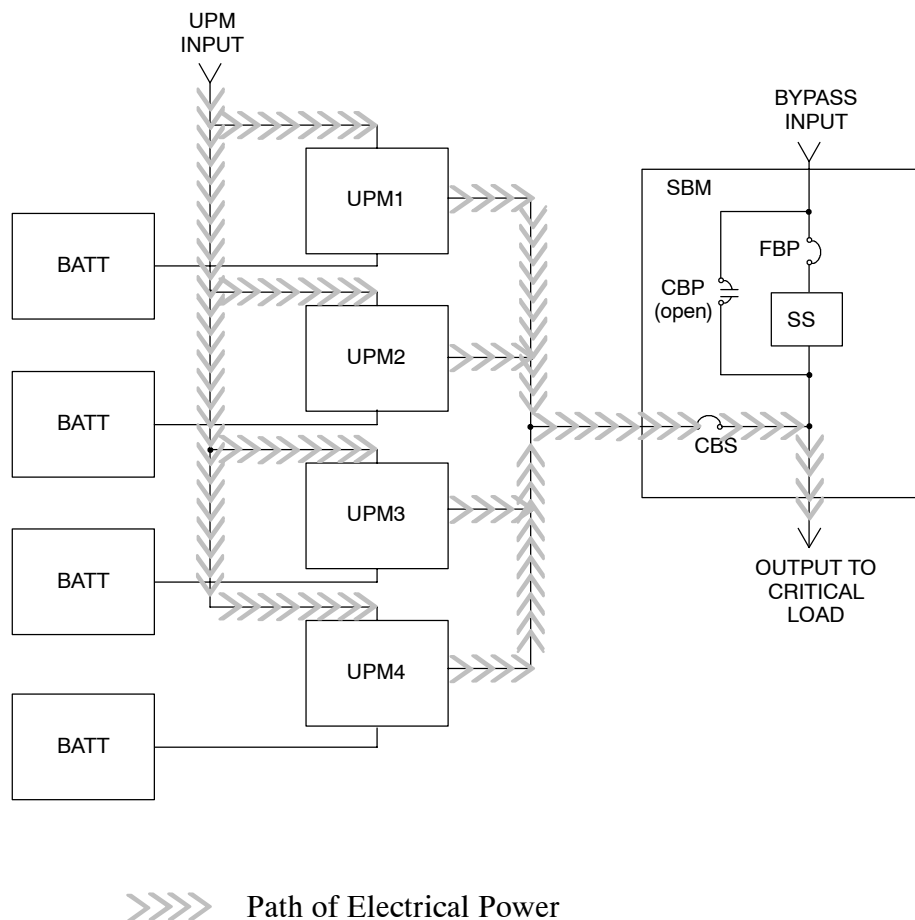 UPM
INPUT
BYPASS
INPUT
SBM
UPM1
BATT
FBP
CBP
(open)
SS
UPM2
BATT
CBS
UPM3
BATT
OUTPUT TO
CRITICAL
LOAD
UPM4
BATT
Path of Electrical Power